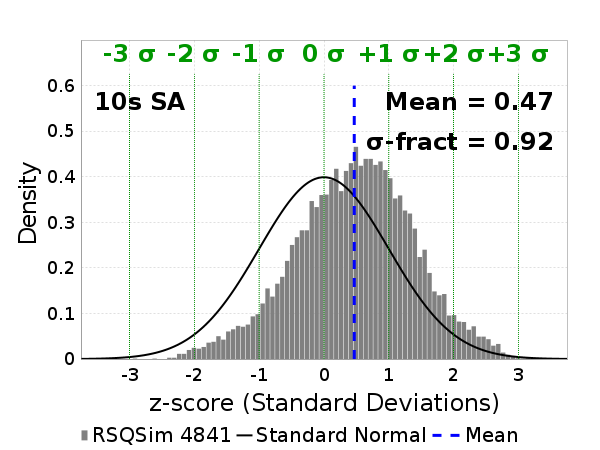 -3 σ -2 σ -1 σ 0 σ +1 σ +2 σ +3 σ
10s SA
Mean = 0.47
σ-fract = 0.92
Density
0.6
0.5
0.4
0.3
0.2
0.1
0
-3 -2 -1 0 1 2 3
z-score (Standard Deviations)
RSQSim 4841 Standard Normal Mean